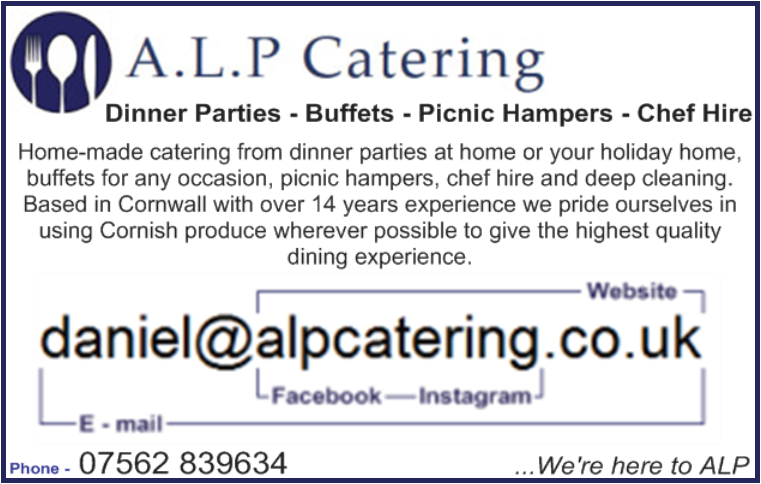 A.L.P Catering
Dinner Parties - Buffets - Picnic Hampers - Chef Hire
Home-made catering from dinner parties at home or your holiday home,
buffets for any occasion, picnic hampers, chef hire and deep cleaning.
Based in Cornwall with over 14 years experience we pride ourselves in
using Cornish produce wherever possible to give the highest quality
dining experience.
Website
daniel@alpcatering.co.uk
Facebook Instagram
E - mail
Phone - 07562 839634 ...We're here to ALP